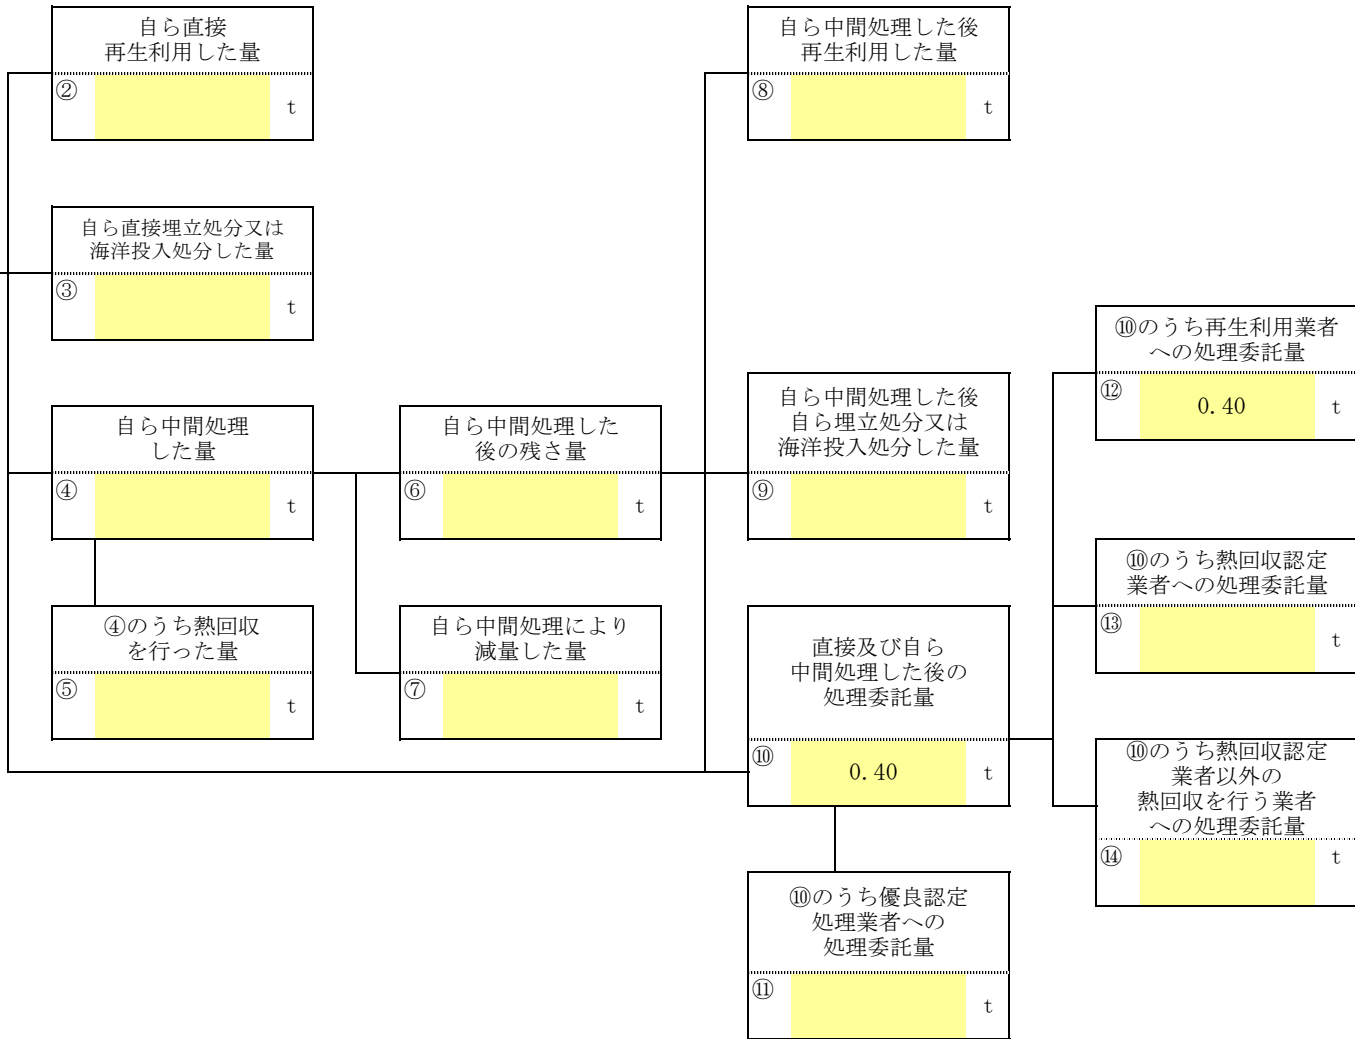 自ら直接
再生利用した量
②
t
自ら中間処理した後
再生利用した量
⑧
t
自ら直接埋立処分又は
海洋投入処分した量
③
t
⑩のうち再生利用業者
への処理委託量
⑫
0.40
t
自ら中間処理
した量
④
t
自ら中間処理した
後の残さ量
⑥
t
自ら中間処理した後
自ら埋立処分又は
海洋投入処分した量
⑨
t
⑩のうち熱回収認定
業者への処理委託量
⑬
t
④のうち熱回収
を行った量
⑤
t
自ら中間処理により
減量した量
⑦
t
直接及び自ら
中間処理した後の
処理委託量
⑩
0.40
t
⑩のうち熱回収認定
業者以外の
熱回収を行う業者
への処理委託量
⑭
t
⑩のうち優良認定
処理業者への
処理委託量
⑪
t